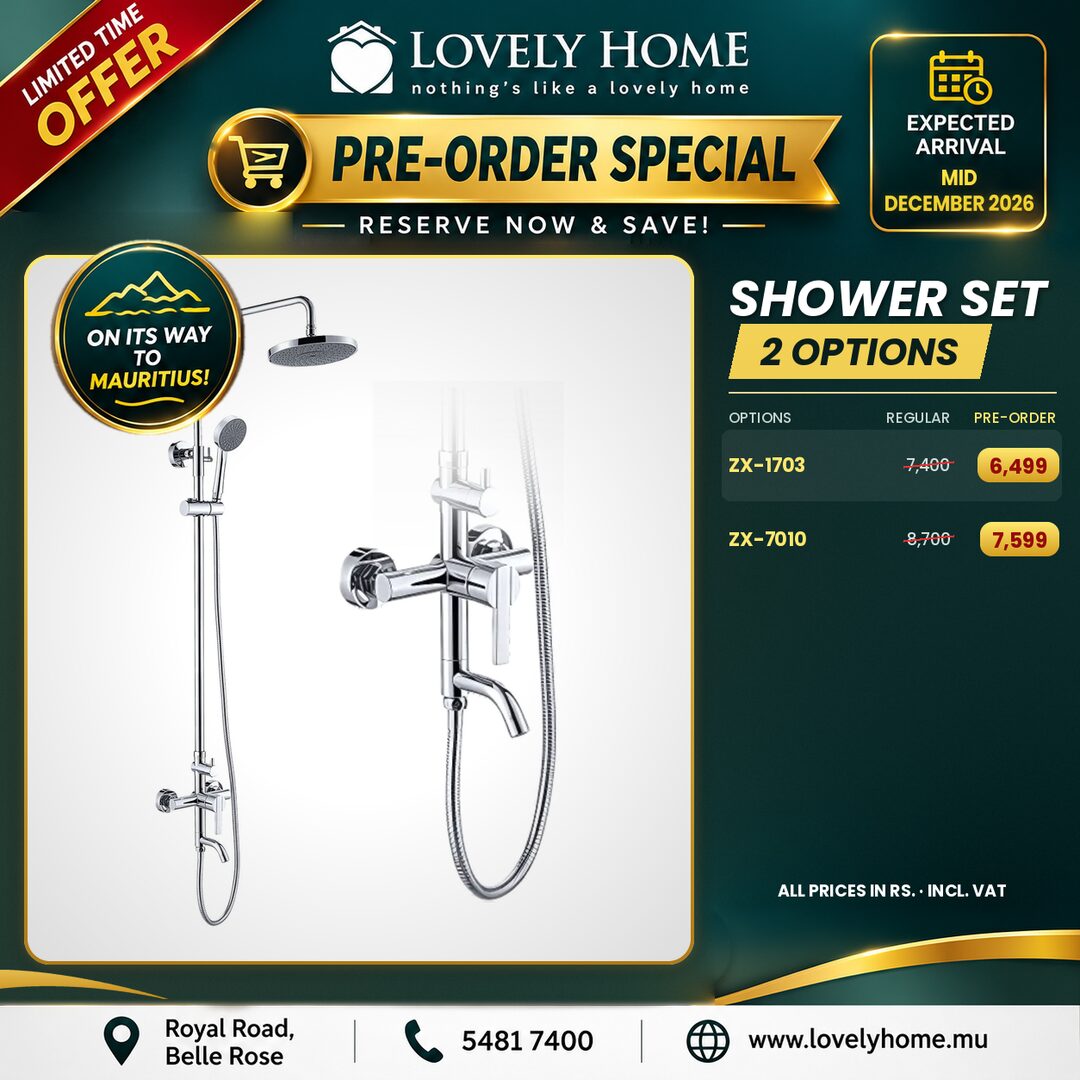 LIMITED TIME
OFFER
LOVELY HOME
nothing's like a lovely home
PRE-ORDER SPECIAL
RESERVE NOW & SAVE!
EXPECTED
ARRIVAL
MID
DECEMBER 2026
ON ITS WAY
TO
MAURITIUS!
SHOWER SET
2 OPTIONS
OPTIONS REGULAR PRE-ORDER
ZX-1703 7,400 6,499
ZX-7010 8,700 7,599
ALL PRICES IN RS. · INCL. VAT
Royal Road,
Belle Rose
5481 7400
www.lovelyhome.mu